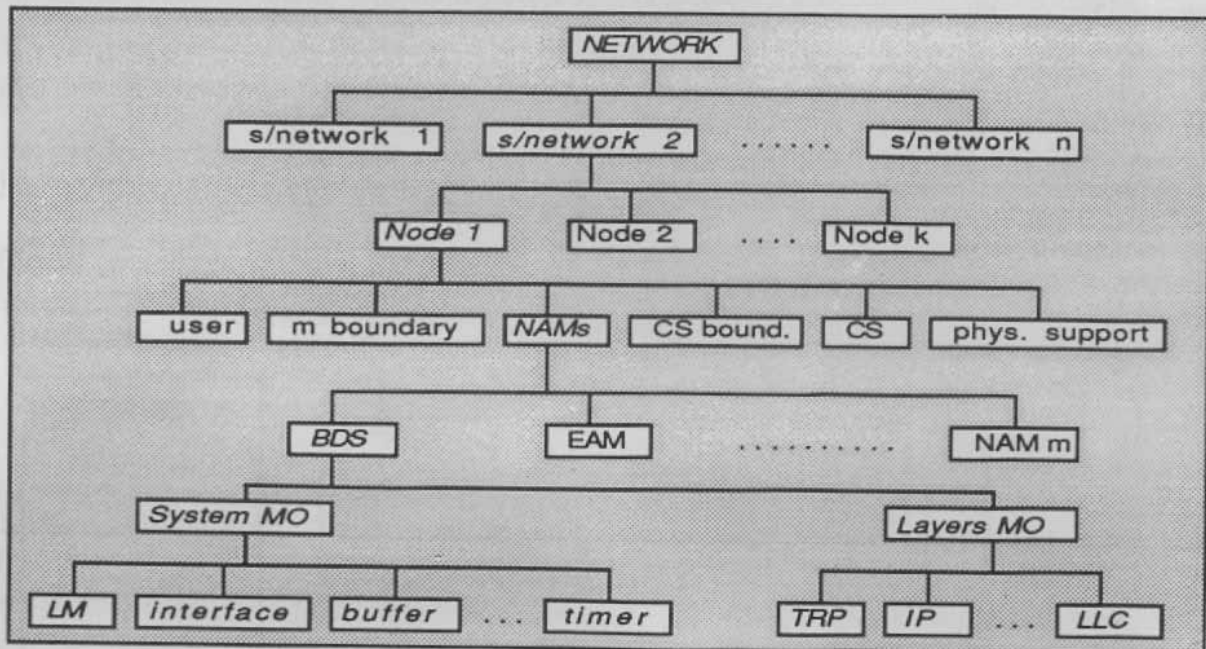 NETWORK
s/network 1 s/network 2 ...... s/network n
Node 1 Node 2 .... Node k
user m boundary NAMs CS bound. CS phys. support
BDS EAM .......... NAM m
System MO Layers MO
LM interface buffer ... timer TRP IP ... LLC